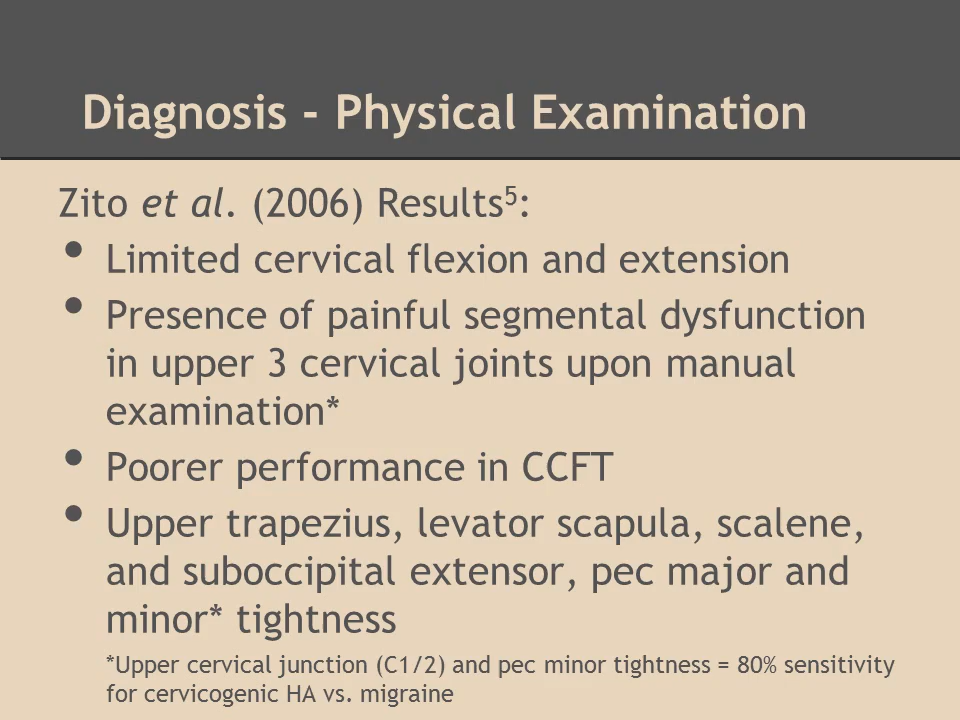 Diagnosis - Physical Examination
Zito et al. (2006) Results⁵:
• Limited cervical flexion and extension
• Presence of painful segmental dysfunction
in upper 3 cervical joints upon manual
examination*
• Poorer performance in CCFT
• Upper trapezius, levator scapula, scalene,
and suboccipital extensor, pec major and
minor* tightness
*Upper cervical junction (C1/2) and pec minor tightness = 80% sensitivity
for cervicogenic HA vs. migraine